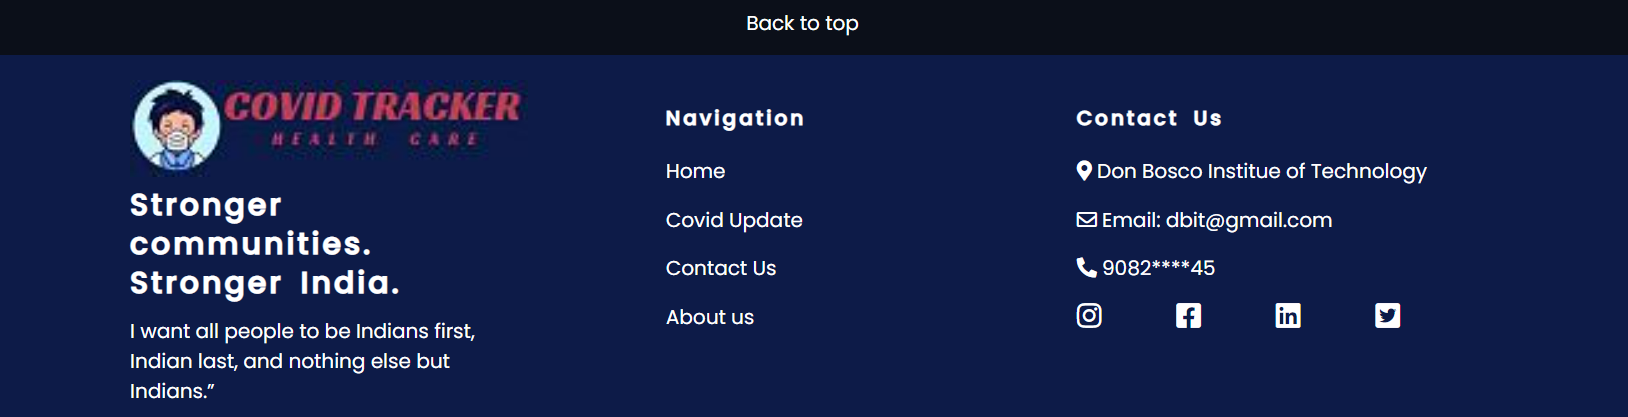 Back to top
COVID TRACKER
HEALTH CARE
Stronger
communities.
Stronger India.
I want all people to be Indians first,
Indian last, and nothing else but
Indians.”
Navigation
Home
Covid Update
Contact Us
About us
Contact Us
Don Bosco Institue of Technology
Email: dbit@gmail.com
9082****45